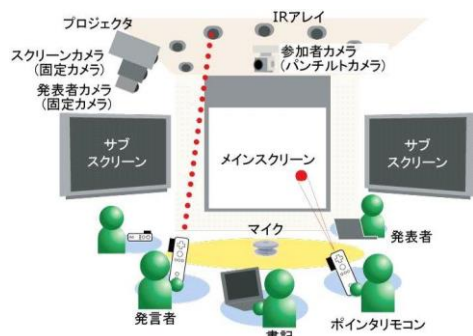 プロジェクタ
IRアレイ
スクリーンカメラ
(固定カメラ)
参加者カメラ
(パンチルトカメラ)
発表者カメラ
(固定カメラ)
サブ
スクリーン
メインスクリーン
サブ
スクリーン
マイク
発表者
発言者
書記
ポインタリモコン